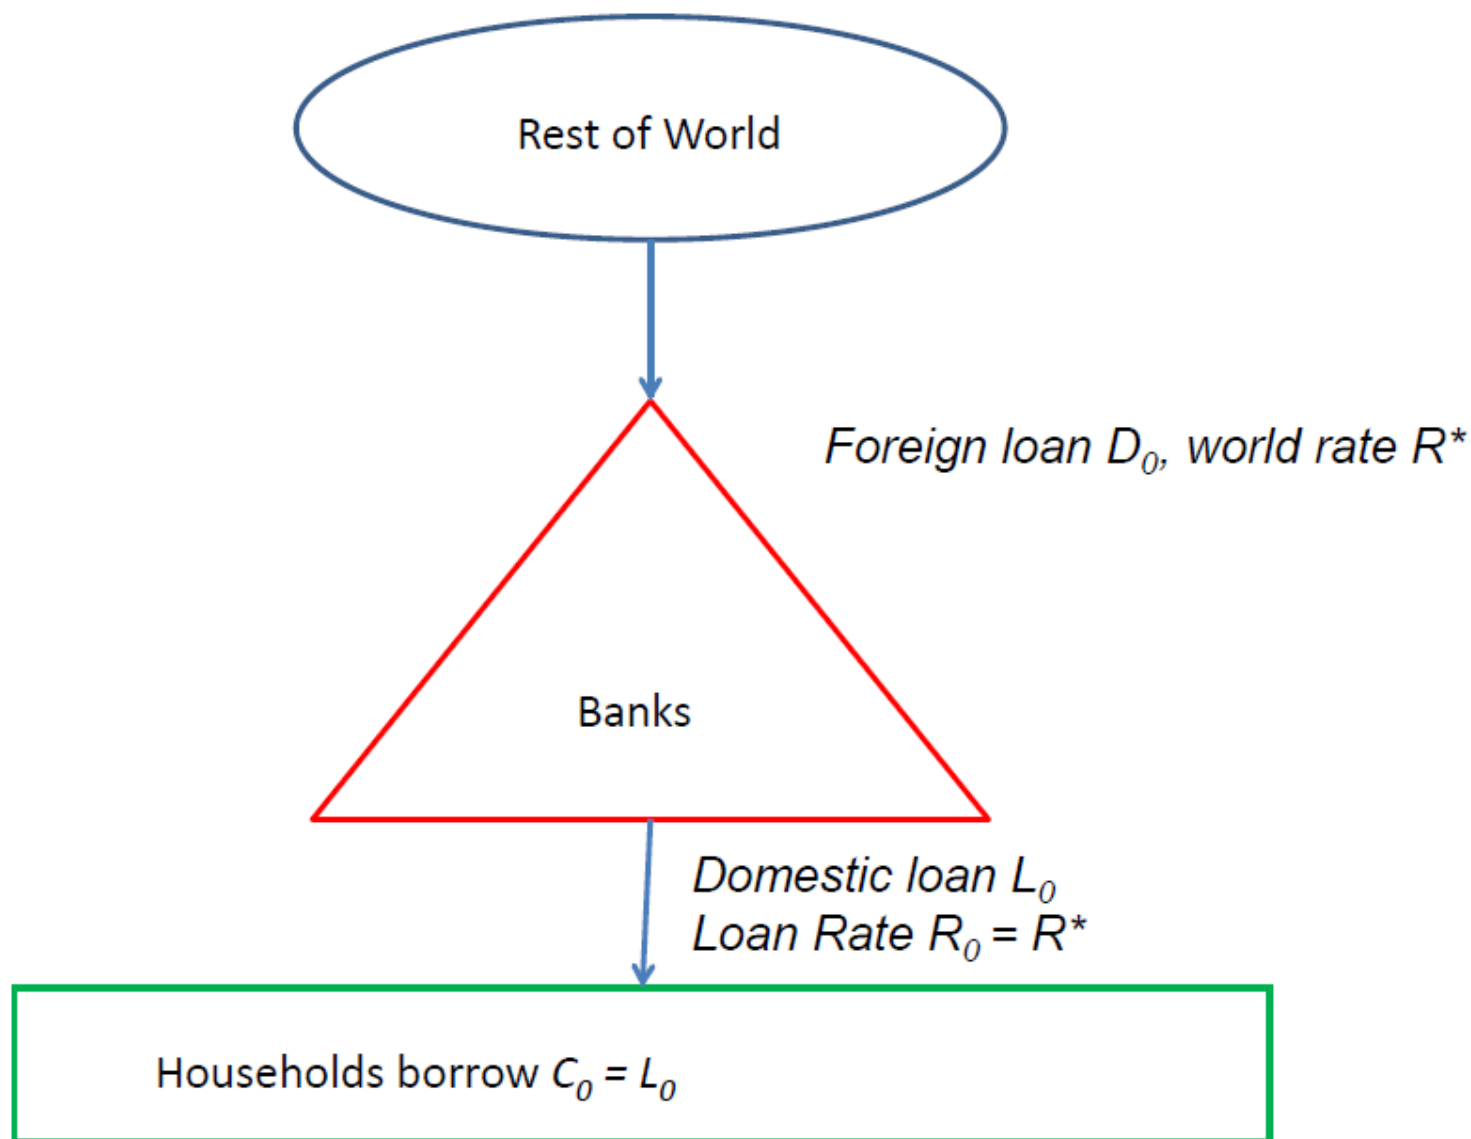 Rest of World
Foreign loan D₀, world rate R*
Banks
Domestic loan L₀
Loan Rate R₀ = R*
Households borrow C₀ = L₀